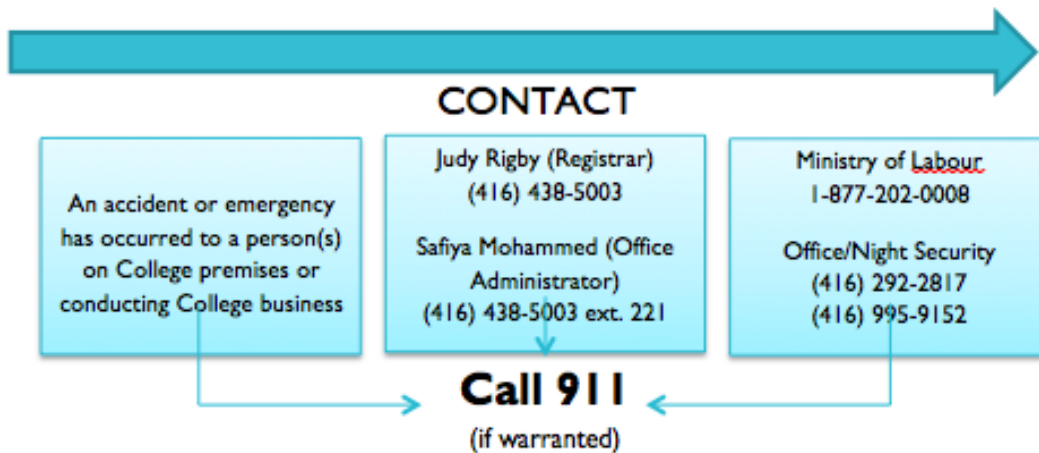 CONTACT
An accident or emergency
has occurred to a person(s)
on College premises or
conducting College business
Judy Rigby (Registrar)
(416) 438-5003
Safiya Mohammed (Office
Administrator)
(416) 438-5003 ext. 221
Ministry of Labour
1-877-202-0008
Office/Night Security
(416) 292-2817
(416) 995-9152
Call 911
(if warranted)